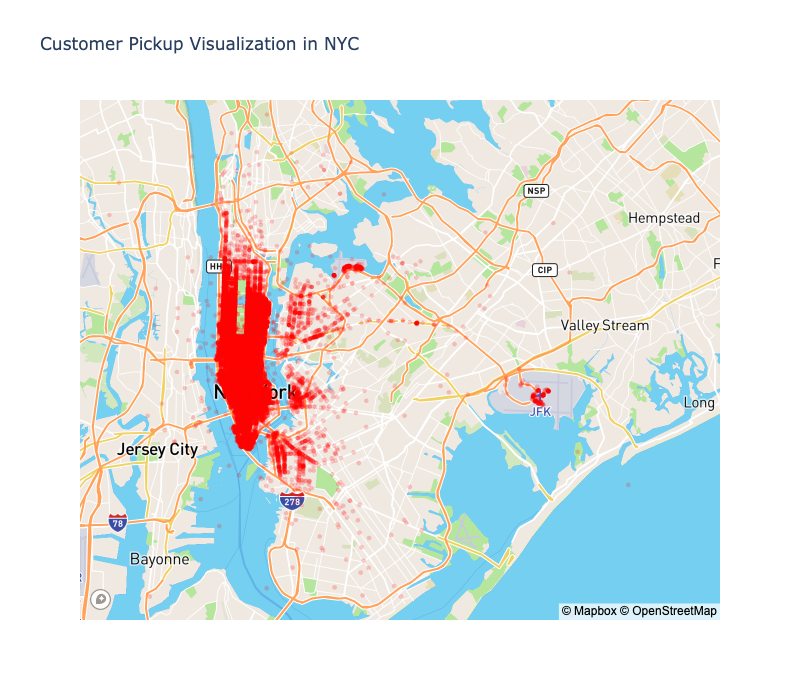 Customer Pickup Visualization in NYC
NSP
Hempstead
HH
CIP
F
Valley Stream
N ork
JFK
Long
Jersey City
278
78
Bayonne
© Mapbox © OpenStreetMap